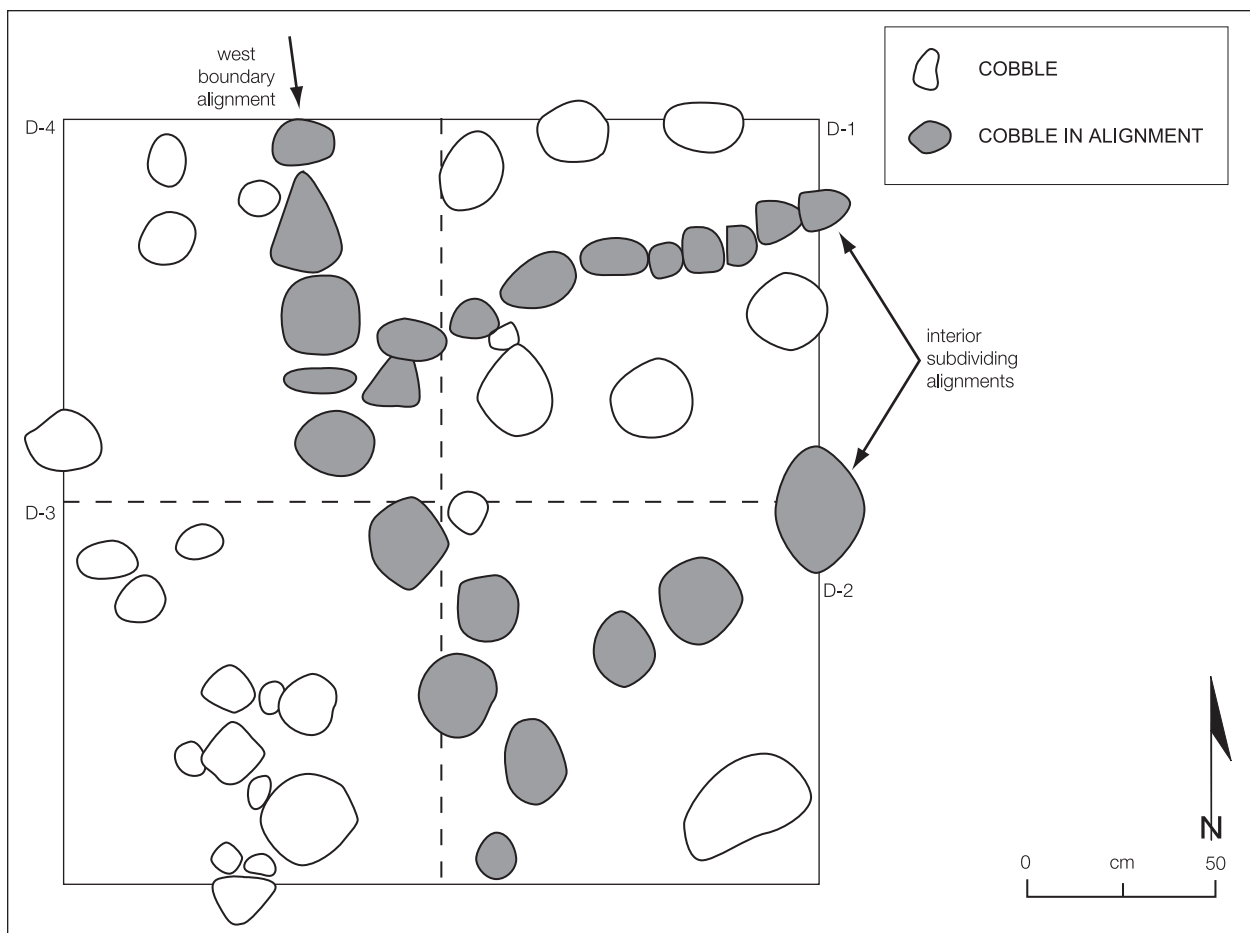 west
boundary
alignment
COBBLE
COBBLE IN ALIGNMENT
D-4
D-1
interior
subdividing
alignments
D-3
D-2
N
0 cm 50